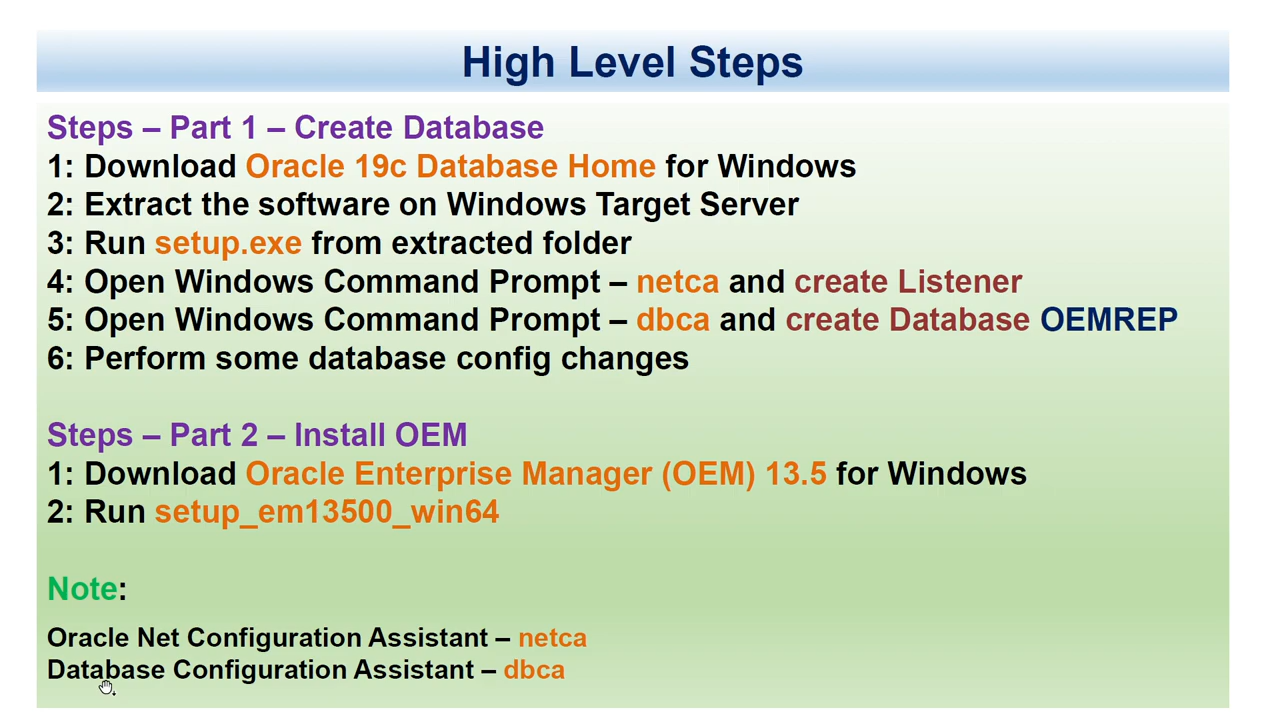 High Level Steps
Steps – Part 1 – Create Database
1: Download Oracle 19c Database Home for Windows
2: Extract the software on Windows Target Server
3: Run setup.exe from extracted folder
4: Open Windows Command Prompt – netca and create Listener
5: Open Windows Command Prompt – dbca and create Database OEMREP
6: Perform some database config changes
Steps – Part 2 – Install OEM
1: Download Oracle Enterprise Manager (OEM) 13.5 for Windows
2: Run setup_em13500_win64
Note:
Oracle Net Configuration Assistant – netca
Database Configuration Assistant – dbca